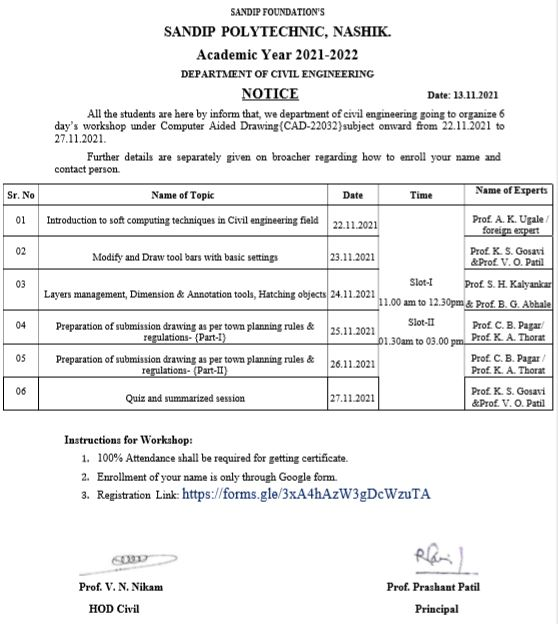 SANDIP FOUNDATION'S
SANDIP POLYTECHNIC, NASHIK.
Academic Year 2021-2022
DEPARTMENT OF CIVIL ENGINEERING
NOTICE
Date: 13.11.2021
All the students are here by inform that, we department of civil engineering going to organize 6
day's workshop under Computer Aided Drawing{CAD-22032}subject onward from 22.11.2021 to
27.11.2021.
Further details are separately given on broacher regarding how to enroll your name and
contact person.
Sr. No Name of Topic Date Time Name of Experts
01 Introduction to soft computing techniques in Civil engineering field 22.11.2021 Prof. A. K. Ugale /
foreign expert
02 Modify and Draw tool bars with basic settings 23.11.2021 Prof. K. S. Gosavi
&Prof. V. O. Patil
03 Layers management, Dimension & Annotation tools, Hatching objects 24.11.2021 Prof. S. H. Kalyankar
& Prof. B. G. Abhale
Slot-I
11.00 am to 12.30pm
Slot-II
01.30am to 03.00 pm
04 Preparation of submission drawing as per town planning rules &
regulations- {Part-I} 25.11.2021 Prof. C. B. Pagar/
Prof. K. A. Thorat
05 Preparation of submission drawing as per town planning rules &
regulations- {Part-II} 26.11.2021 Prof. C. B. Pagar /
Prof. K. A. Thorat
06 Quiz and summarized session 27.11.2021 Prof. K. S. Gosavi
&Prof. V. O. Patil
Instructions for Workshop:
1. 100% Attendance shall be required for getting certificate.
2. Enrollment of your name is only through Google form.
3. Registration Link: https://forms.gle/3xA4hAzW3gDcWzuTA
Prof. V. N. Nikam Prof. Prashant Patil
HOD Civil Principal